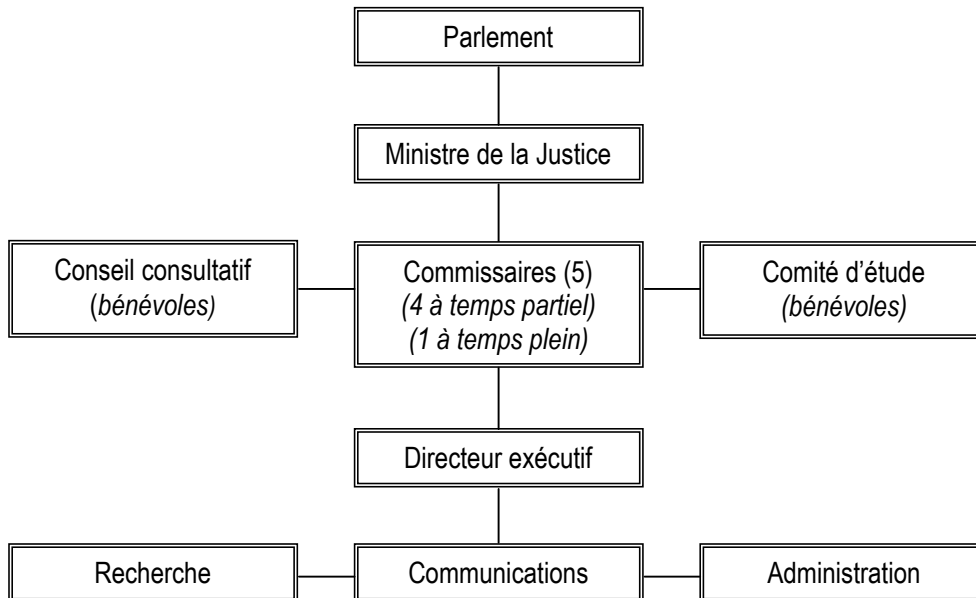 Parlement
Ministre de la Justice
Conseil consultatif
(bénévoles)
Commissaires (5)
(4 à temps partiel)
(1 à temps plein)
Comité d’étude
(bénévoles)
Directeur exécutif
Recherche
Communications
Administration